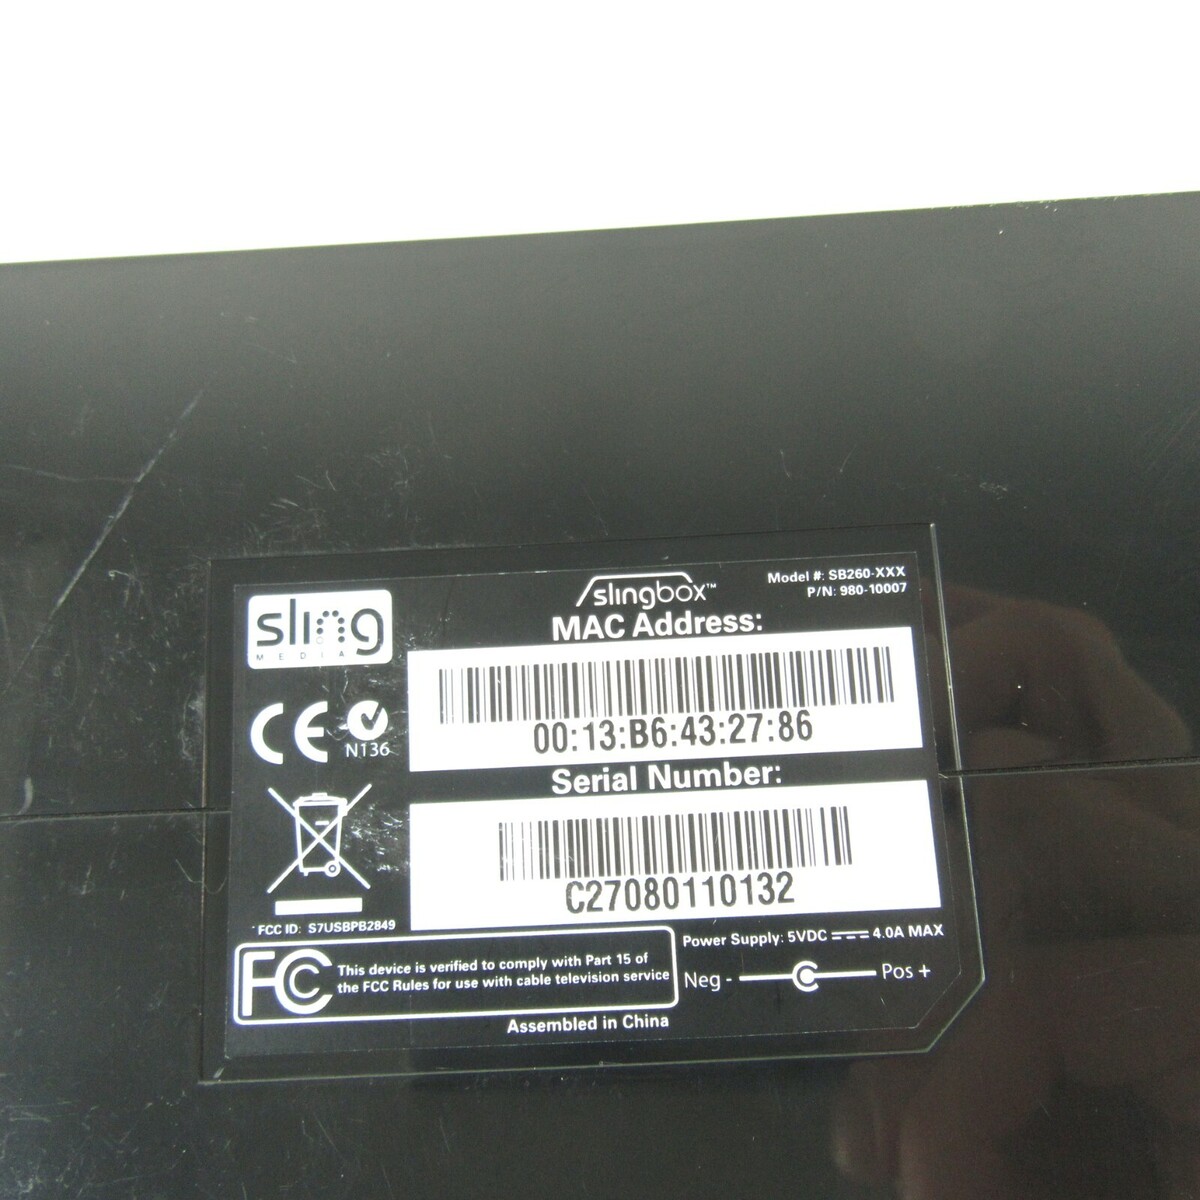 sling
MEDIA
slingbox™
Model #: SB260-XXX
P/N: 980-10007
MAC Address:
00:13:B6:43:27:86
N136
Serial Number:
C27080110132
FCC ID: S7USBPB2849
FCC
This device is verified to comply with Part 15 of
the FCC Rules for use with cable television service
Power Supply: 5VDC 4.0A MAX
Neg - Pos +
Assembled in China